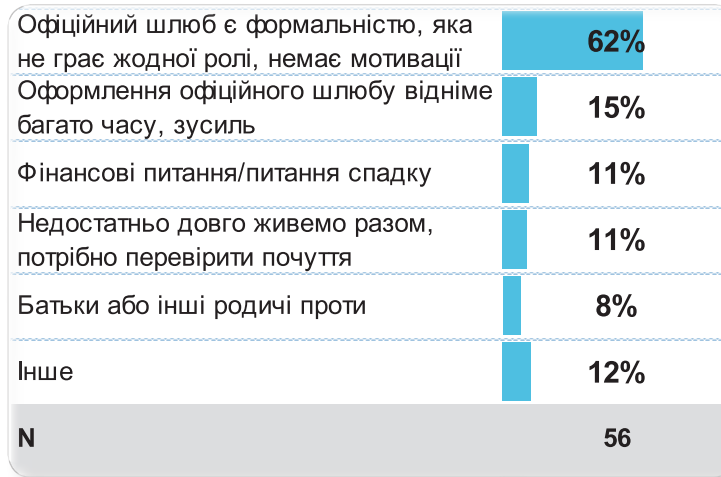 Офіційний шлюб є формальністю, яка
не грає жодної ролі, немає мотивації
62%
Оформлення офіційного шлюбу відніме
багато часу, зусиль
15%
Фінансові питання/питання спадку
11%
Недостатньо довго живемо разом,
потрібно перевірити почуття
11%
Батьки або інші родичі проти
8%
Інше
12%
N
56